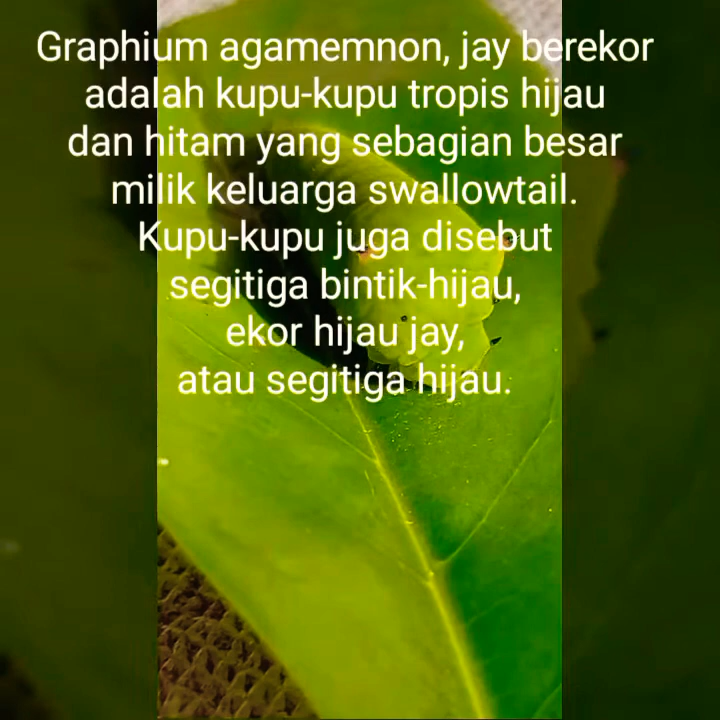 Graphium agamemnon, jay berekor
adalah kupu-kupu tropis hijau
dan hitam yang sebagian besar
milik keluarga swallowtail.
Kupu-kupu juga disebut
segitiga bintik-hijau,
ekor hijau jay,
atau segitiga hijau.